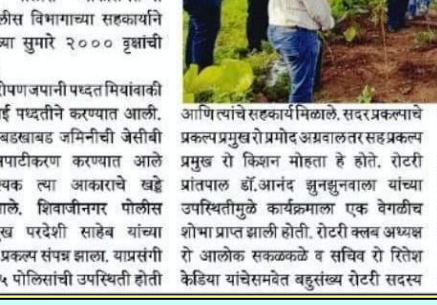 लीस विभागाच्या सहकार्याने
च्या सुमारे २००० वृक्षांची
रोपणजपानी पध्दत मियांवाकी
ई पध्दतीने करण्यात आली.
बडखाबड जमिनीची जेसीबी
पाटीकरण करण्यात आले
यक त्या आकाराचे खड्डे
ाले. शिवाजीनगर पोलीस
ख परदेशी साहेब यांच्या
प्रकल्प संपन्न झाला. याप्रसंगी
५ पोलिसांची उपस्थिती होती
आणि त्यांचे सहकार्य मिळाले. सदर प्रकल्पाचे
प्रकल्प प्रमुख रो प्रमोद अग्रवाल तर सह प्रकल्प
प्रमुख रो किशन मोहता हे होते. रोटरी
प्रांतपाल डॉ.आनंद झुनझुनवाला यांच्या
उपस्थितीमुळे कार्यक्रमाला एक वेगळीच
शोभा प्राप्त झाली होती. रोटरी क्लब अध्यक्ष
रो आलोक सकळकळे व सचिव रो रितेश
केडिया यांचेसमवेत बहुसंख्य रोटरी सदस्य